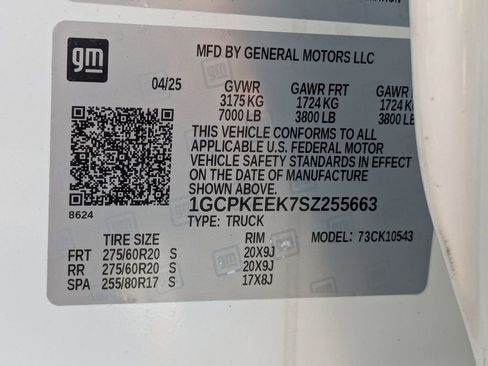 gm
MFD BY GENERAL MOTORS LLC
04/25 GVWR GAWR FRT GAWR
3175 KG 1724 KG 1724 K
7000 LB 3800 LB 3800 LB
THIS VEHICLE CONFORMS TO ALL
APPLICABLE U.S. FEDERAL MOTOR
VEHICLE SAFETY STANDARDS IN EFFECT
ON THE DATE OF MANUFACTURE
SHOWN ABOVE.
8624
1GCPKEEK7SZ255663
TYPE: TRUCK
TIRE SIZE RIM MODEL: 73CK10543
FRT 275/60R20 S 20X9J
RR 275/60R20 S 20X9J
SPA 255/80R17 S 17X8J